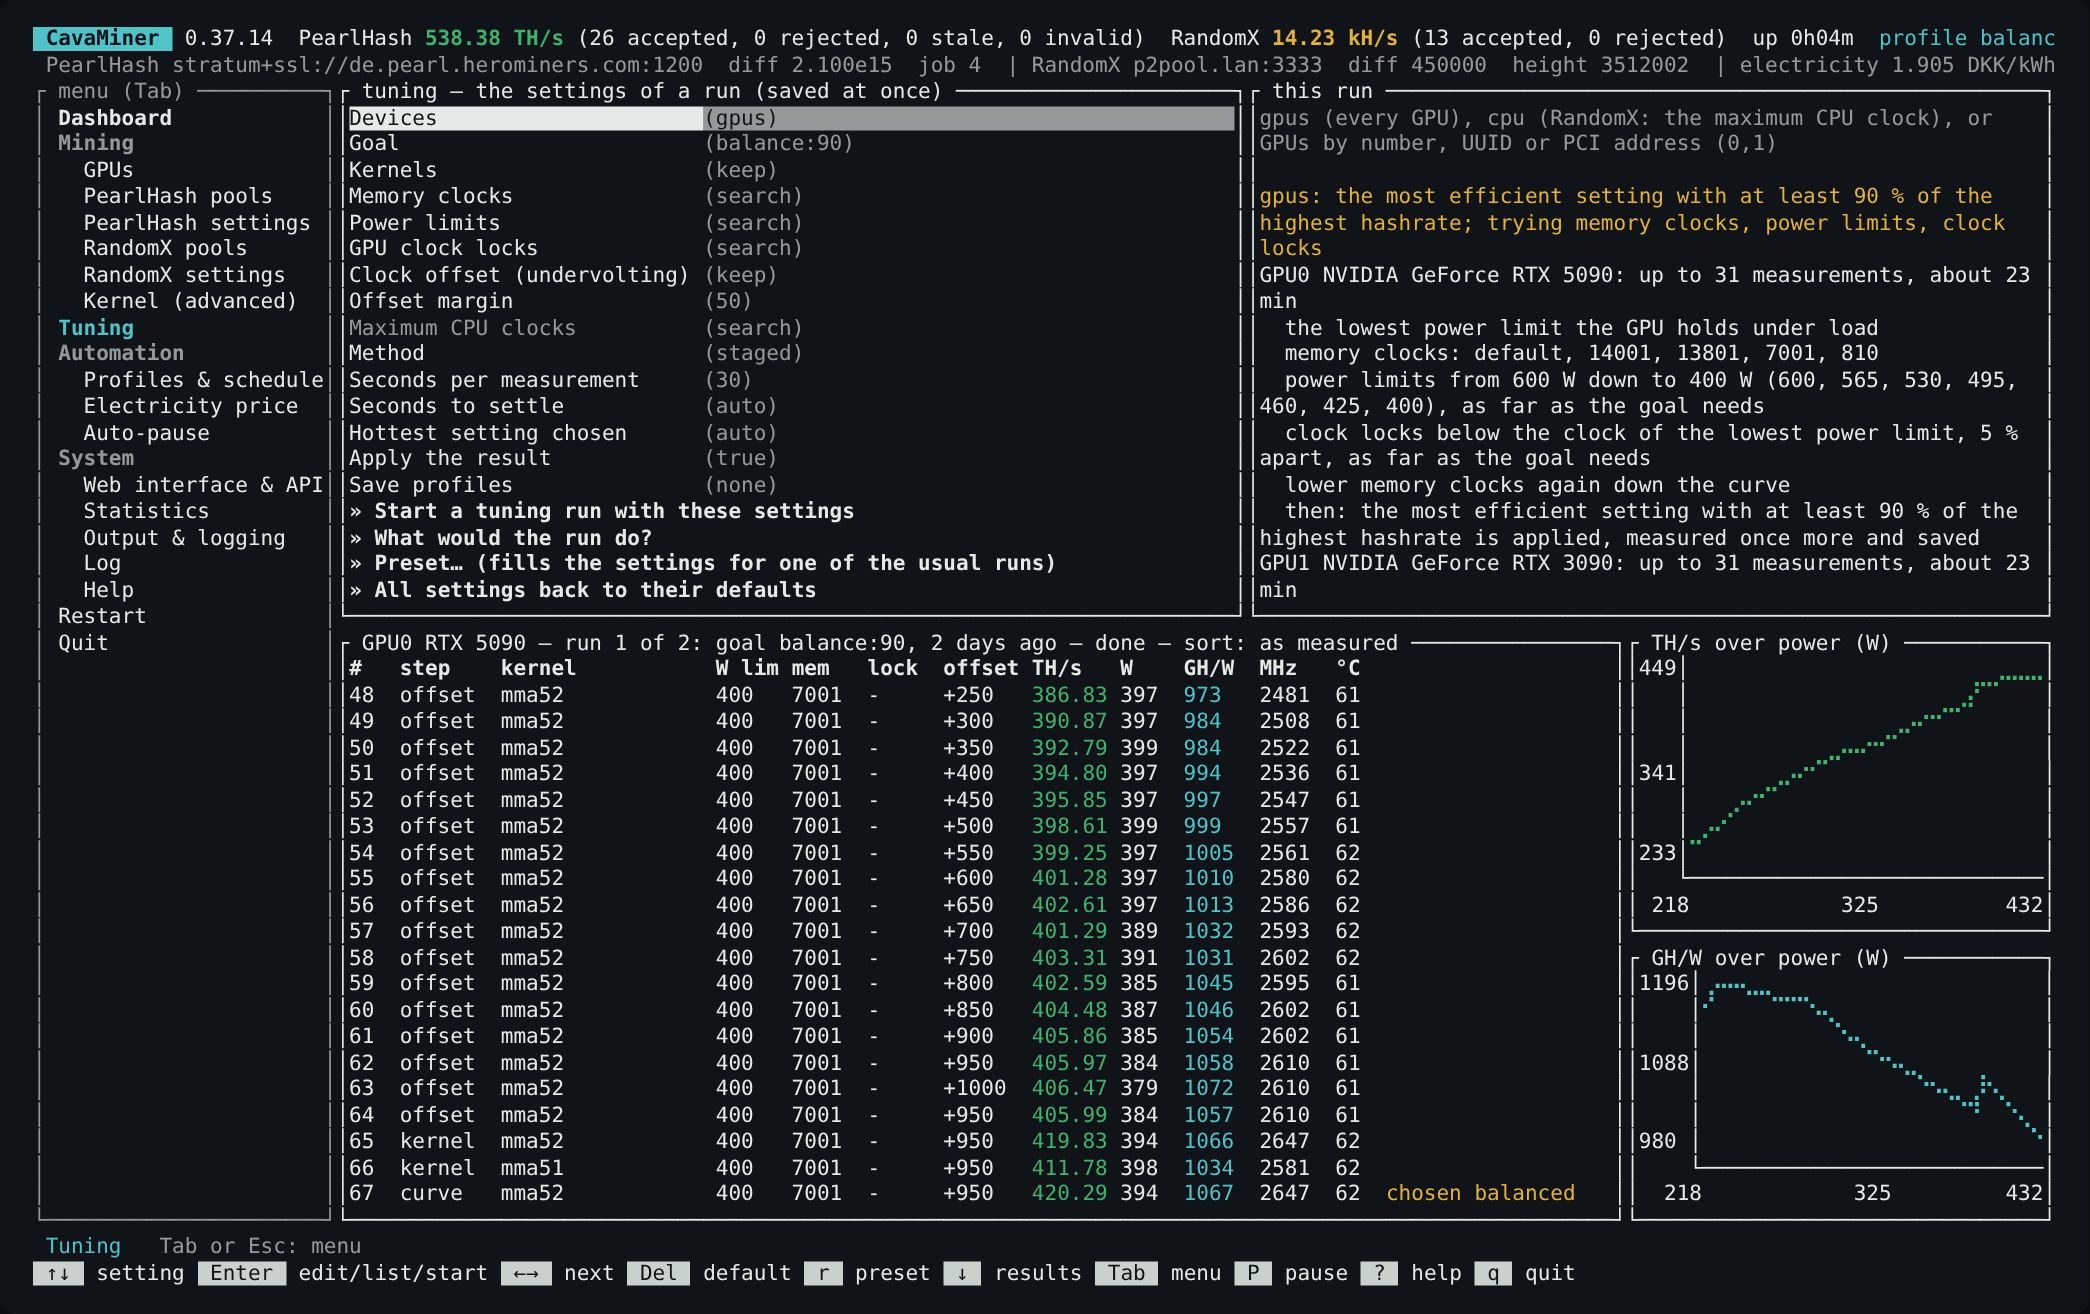 CavaMiner 0.37.14 PearlHash 538.38 TH/s (26 accepted, 0 rejected, 0 stale, 0 invalid) RandomX 14.23 kH/s (13 accepted, 0 rejected) up 0h04m profile balanc
PearlHash stratum+ssl://de.pearl.herominers.com:1200 diff 2.100e15 job 4 | RandomX p2pool.lan:3333 diff 450000 height 3512002 | electricity 1.905 DKK/kWh
menu (Tab)
Dashboard
Mining
GPUs
PearlHash pools
PearlHash settings
RandomX pools
RandomX settings
Kernel (advanced)
Tuning
Automation
Profiles & schedule
Electricity price
Auto-pause
System
Web interface & API
Statistics
Output & logging
Log
Help
Restart
Quit
tuning — the settings of a run (saved at once)
Devices (gpus)
Goal (balance:90)
Kernels (keep)
Memory clocks (search)
Power limits (search)
GPU clock locks (search)
Clock offset (undervolting) (keep)
Offset margin (50)
Maximum CPU clocks (search)
Method (staged)
Seconds per measurement (30)
Seconds to settle (auto)
Hottest setting chosen (auto)
Apply the result (true)
Save profiles (none)
» Start a tuning run with these settings
» What would the run do?
» Preset… (fills the settings for one of the usual runs)
» All settings back to their defaults
this run
gpus (every GPU), cpu (RandomX: the maximum CPU clock), or
GPUs by number, UUID or PCI address (0,1)
gpus: the most efficient setting with at least 90 % of the
highest hashrate; trying memory clocks, power limits, clock
locks
GPU0 NVIDIA GeForce RTX 5090: up to 31 measurements, about 23
min
the lowest power limit the GPU holds under load
memory clocks: default, 14001, 13801, 7001, 810
power limits from 600 W down to 400 W (600, 565, 530, 495,
460, 425, 400), as far as the goal needs
clock locks below the clock of the lowest power limit, 5 %
apart, as far as the goal needs
lower memory clocks again down the curve
then: the most efficient setting with at least 90 % of the
highest hashrate is applied, measured once more and saved
GPU1 NVIDIA GeForce RTX 3090: up to 31 measurements, about 23
min
GPU0 RTX 5090 — run 1 of 2: goal balance:90, 2 days ago — done — sort: as measured
# step kernel W lim mem lock offset TH/s W GH/W MHz °C
48 offset mma52 400 7001 - +250 386.83 397 973 2481 61
49 offset mma52 400 7001 - +300 390.87 397 984 2508 61
50 offset mma52 400 7001 - +350 392.79 399 984 2522 61
51 offset mma52 400 7001 - +400 394.80 397 994 2536 61
52 offset mma52 400 7001 - +450 395.85 397 997 2547 61
53 offset mma52 400 7001 - +500 398.61 399 999 2557 61
54 offset mma52 400 7001 - +550 399.25 397 1005 2561 62
55 offset mma52 400 7001 - +600 401.28 397 1010 2580 62
56 offset mma52 400 7001 - +650 402.61 397 1013 2586 62
57 offset mma52 400 7001 - +700 401.29 389 1032 2593 62
58 offset mma52 400 7001 - +750 403.31 391 1031 2602 62
59 offset mma52 400 7001 - +800 402.59 385 1045 2595 61
60 offset mma52 400 7001 - +850 404.48 387 1046 2602 61
61 offset mma52 400 7001 - +900 405.86 385 1054 2602 61
62 offset mma52 400 7001 - +950 405.97 384 1058 2610 61
63 offset mma52 400 7001 - +1000 406.47 379 1072 2610 61
64 offset mma52 400 7001 - +950 405.99 384 1057 2610 61
65 kernel mma52 400 7001 - +950 419.83 394 1066 2647 62
66 kernel mma51 400 7001 - +950 411.78 398 1034 2581 62
67 curve mma52 400 7001 - +950 420.29 394 1067 2647 62 chosen balanced
TH/s over power (W)
449
341
233
218 325 432
GH/W over power (W)
1196
1088
980
218 325 432
Tuning Tab or Esc: menu
↑↓ setting Enter edit/list/start ←→ next Del default r preset ↓ results Tab menu P pause ? help q quit